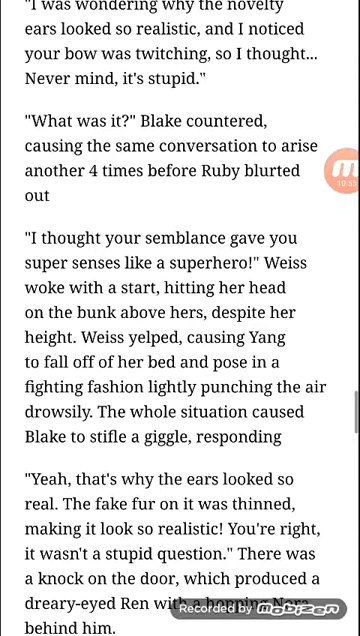 "I was wondering why the novelty
ears looked so realistic, and I noticed
your bow was twitching, so I thought...
Never mind, it's stupid."
"What was it?" Blake countered,
causing the same conversation to arise
another 4 times before Ruby blurted
out
"I thought your semblance gave you
super senses like a superhero!" Weiss
woke with a start, hitting her head
on the bunk above hers, despite her
height. Weiss yelped, causing Yang
to fall off of her bed and pose in a
fighting fashion lightly punching the air
drowsily. The whole situation caused
Blake to stifle a giggle, responding
"Yeah, that's why the ears looked so
real. The fake fur on it was thinned,
making it look so realistic! You're right,
it wasn't a stupid question." There was
a knock on the door, which produced a
dreary-eyed Ren with a hopping Nora
behind him.
Recorded by mobizen